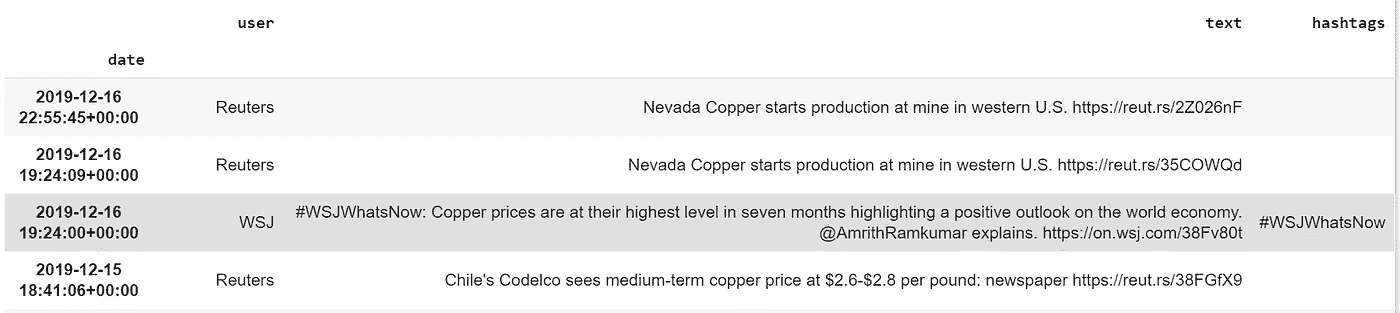 user text hashtags
date
2019-12-16
22:55:45+00:00 Reuters Nevada Copper starts production at mine in western U.S. https://reut.rs/2Z026nF
2019-12-16
19:24:09+00:00 Reuters Nevada Copper starts production at mine in western U.S. https://reut.rs/35COWQd
2019-12-16
19:24:00+00:00 WSJ #WSJWhatsNow: Copper prices are at their highest level in seven months highlighting a positive outlook on the world economy.
@AmrithRamkumar explains. https://on.wsj.com/38Fv80t #WSJWhatsNow
2019-12-15
18:41:06+00:00 Reuters Chile's Codelco sees medium-term copper price at $2.6-$2.8 per pound: newspaper https://reut.rs/38FGfX9